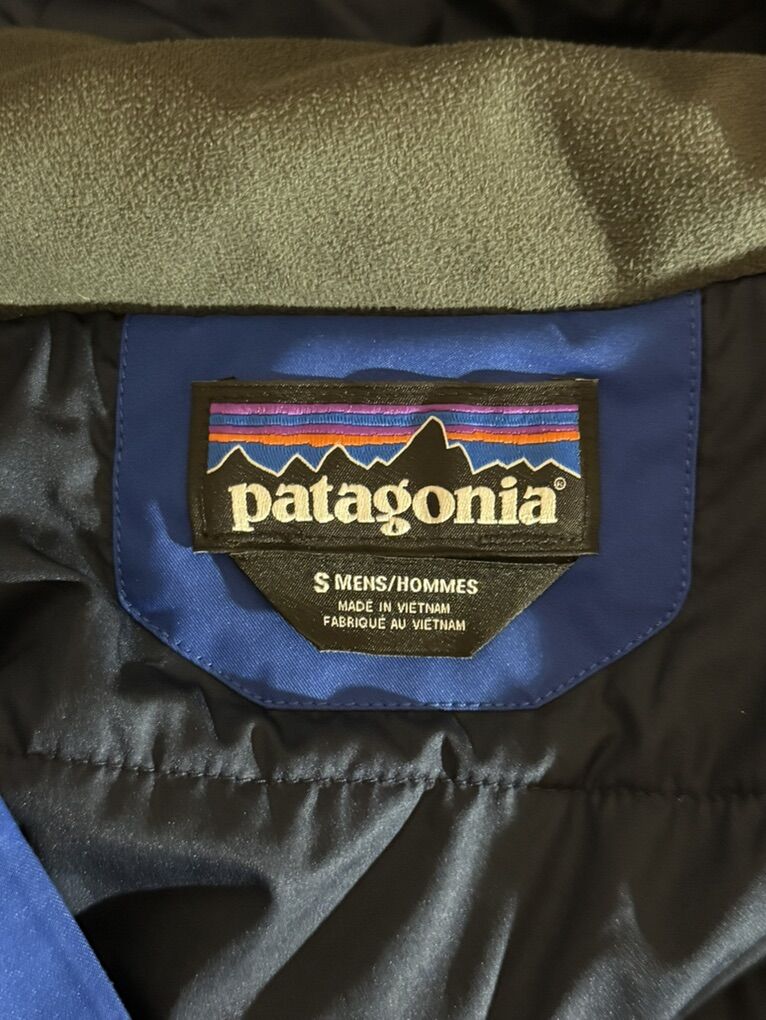 patagonia®
S MENS/HOMMES
MADE IN VIETNAM
FABRIQUÉ AU VIETNAM